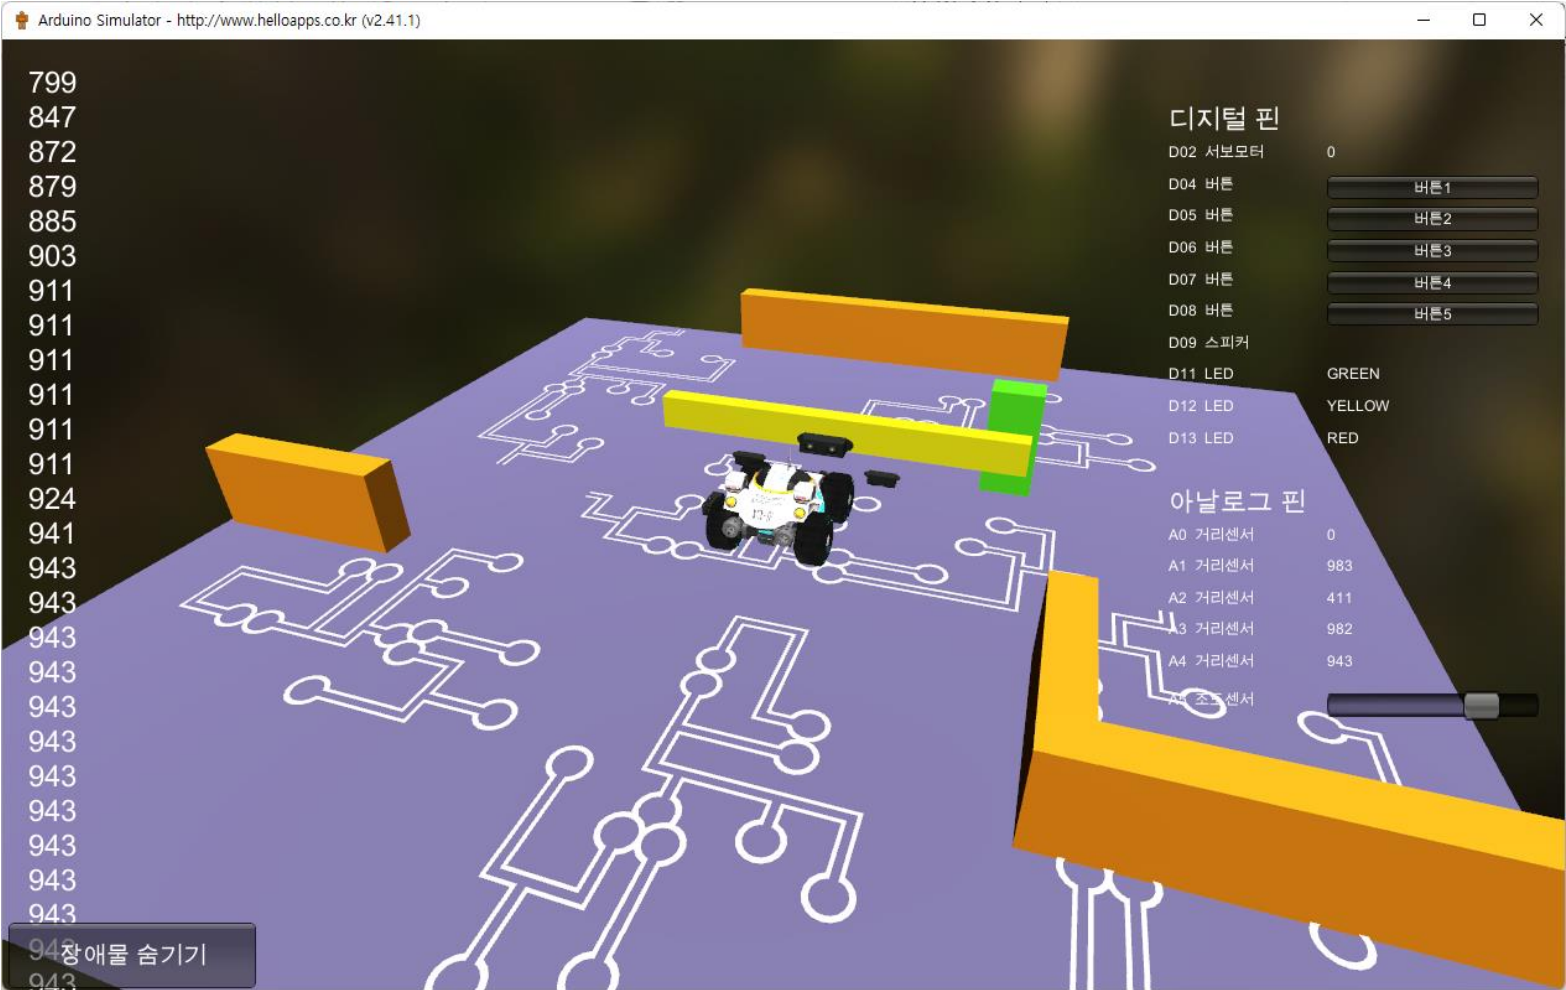 Arduino Simulator - http://www.helloapps.co.kr (v2.41.1)
799
847
872
879
885
903
911
911
911
911
911
911
924
941
943
943
943
943
943
943
943
943
943
943
943
943
943
장애물 숨기기
디지털 핀
D02 서보모터 0
D04 버튼 버튼1
D05 버튼 버튼2
D06 버튼 버튼3
D07 버튼 버튼4
D08 버튼 버튼5
D09 스피커
D11 LED GREEN
D12 LED YELLOW
D13 LED RED
아날로그 핀
A0 거리센서 0
A1 거리센서 983
A2 거리센서 411
A3 거리센서 982
A4 거리센서 943
A5 조도센서